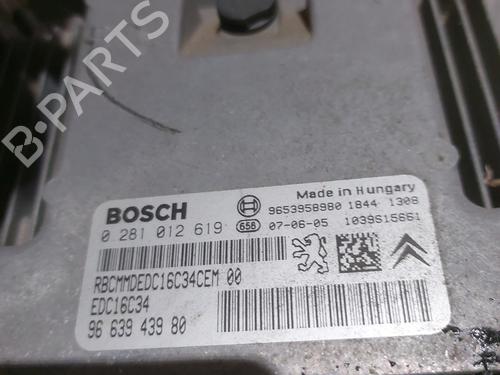 B-PARTS
BOSCH
Made in Hungary
9653958980 1844 1308
0 281 012 619 658 07-06-05 1039S15661
RBCMMDEDC16C34CEM 00
EDC16C34
96 639 439 80